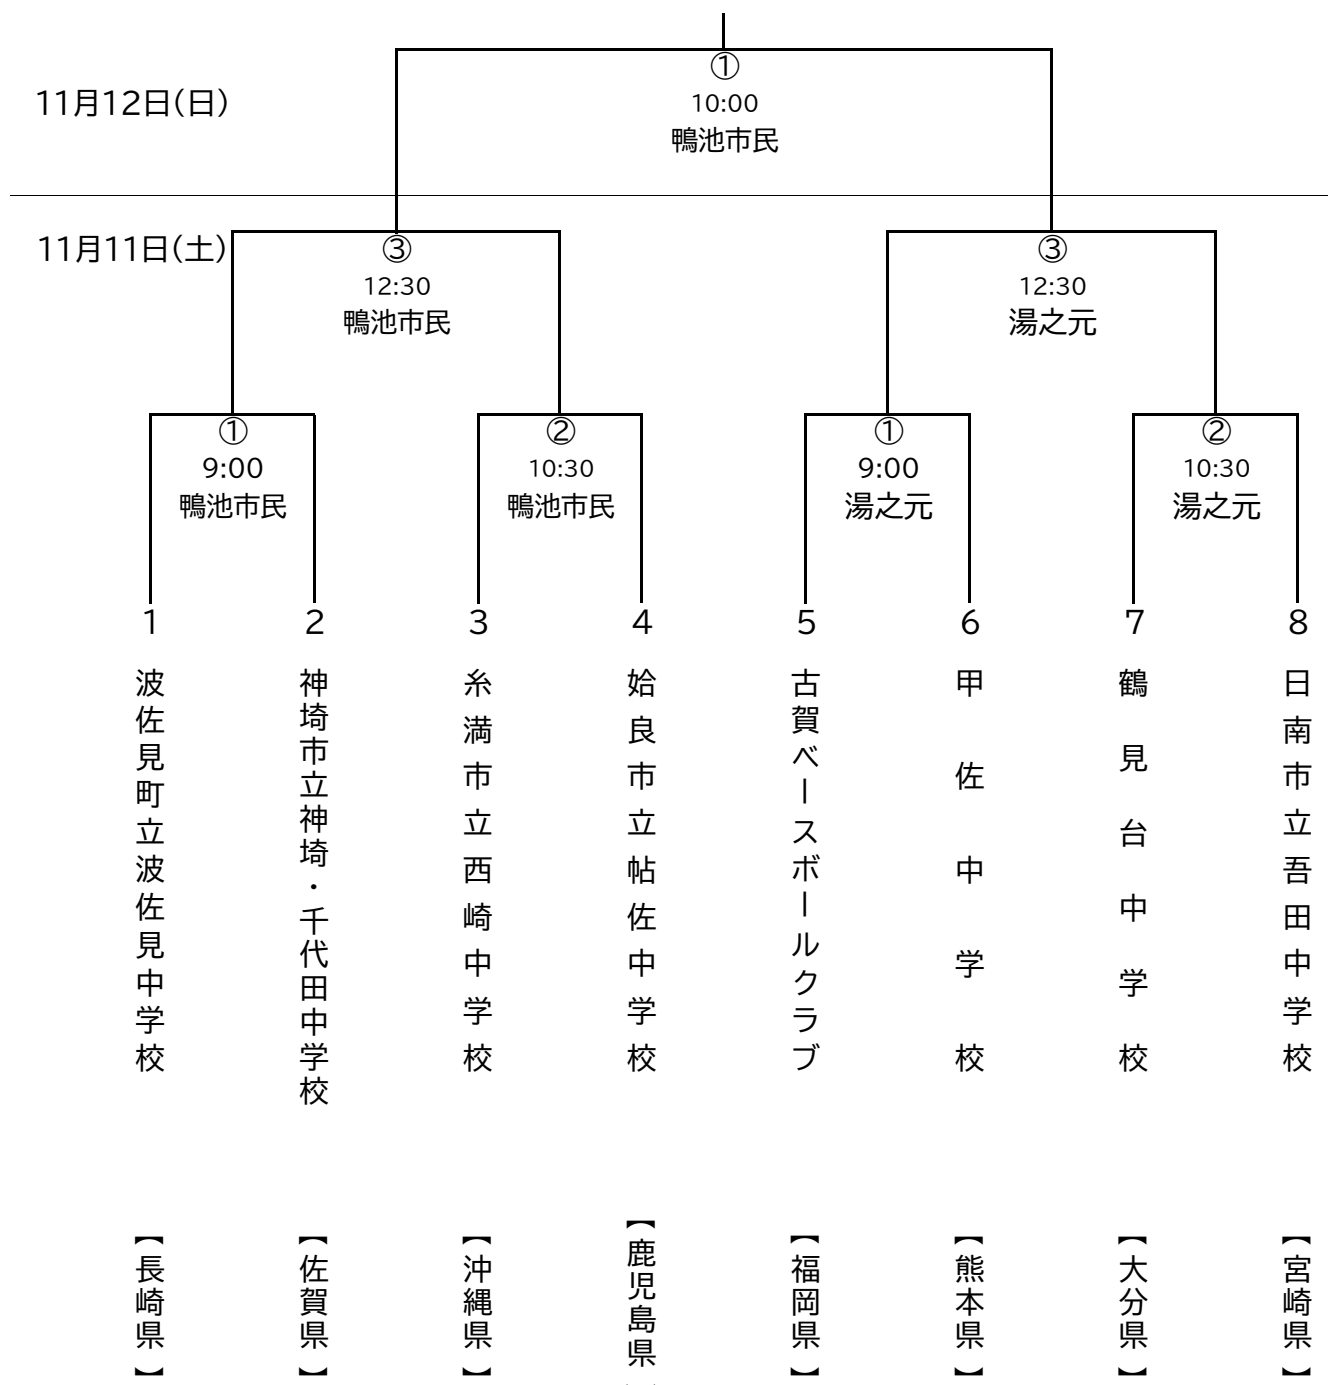 ①
10:00
鴨池市民
11月12日(日)
11月11日(土)
③
12:30
鴨池市民
③
12:30
湯之元
①
9:00
鴨池市民
②
10:30
鴨池市民
①
9:00
湯之元
②
10:30
湯之元
1
波佐見町立波佐見中学校
【長崎県】
2
神埼市立神埼・千代田中学校
【佐賀県】
3
糸満市立西崎中学校
【沖縄県】
4
姶良市立帖佐中学校
【鹿児島県】
5
古賀ベースボールクラブ
【福岡県】
6
甲佐中学校
【熊本県】
7
鶴見台中学校
【大分県】
8
日南市立吾田中学校
【宮崎県】